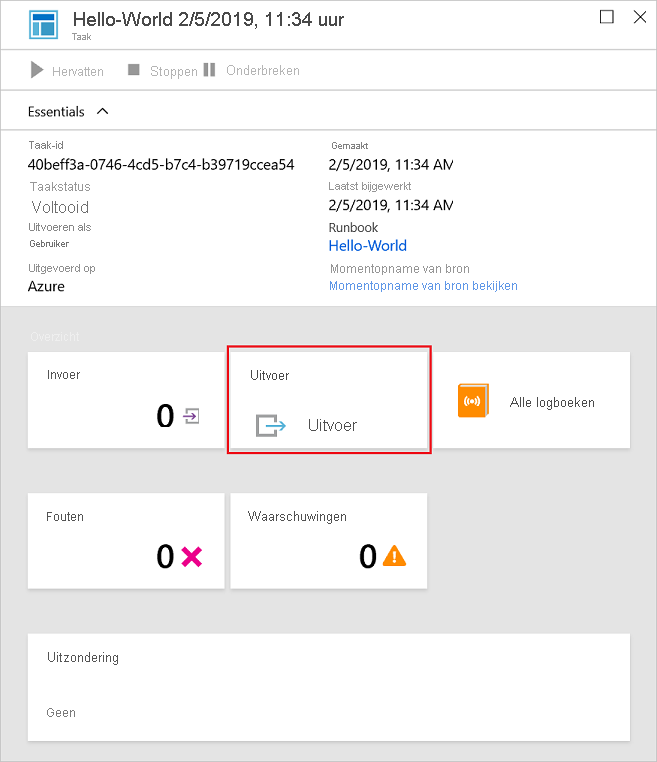 Hello-World 2/5/2019, 11:34 uur
Taak
Hervatten Stoppen Onderbreken
Essentials
Taak-id
40beff3a-0746-4cd5-b7c4-b39719ccea54
Taakstatus
Voltooid
Uitvoeren als
Gebruiker
Uitgevoerd op
Azure
Gemaakt
2/5/2019, 11:34 AM
Laatst bijgewerkt
2/5/2019, 11:34 AM
Runbook
Hello-World
Momentopname van bron
Momentopname van bron bekijken
Overzicht
Invoer
0
Uitvoer
Uitvoer
Alle logboeken
Fouten
0
Waarschuwingen
0
Uitzondering
Geen